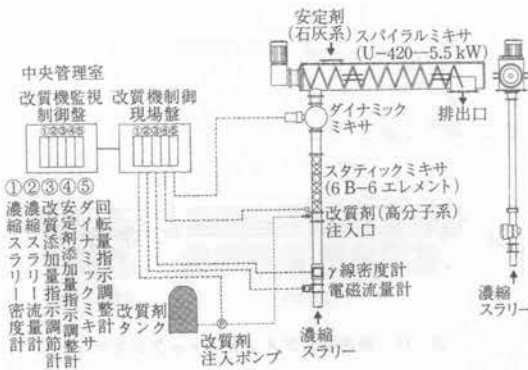 安定剤
(石灰系)
スパイラルミキサ
(U−420−5.5 kW)
中央管理室
改質機監視
制御盤
①②③④⑤
改質機制御
現場盤
①②③④⑤
ダイナミック
ミキサ
排出口
スタティックミキサ
(6 B−6 エレメント)
改質剤(高分子系)
注入口
γ線密度計
電磁流量計
①濃縮スラリー密度計
②濃縮スラリー流量計
③改質添加量指示調節計
④安定剤添加量指示調整計
⑤ダイナミックミキサ
回転量指示調整計
改質剤
タンク
改質剤
注入ポンプ
P
濃縮
スラリー
濃縮
スラリー